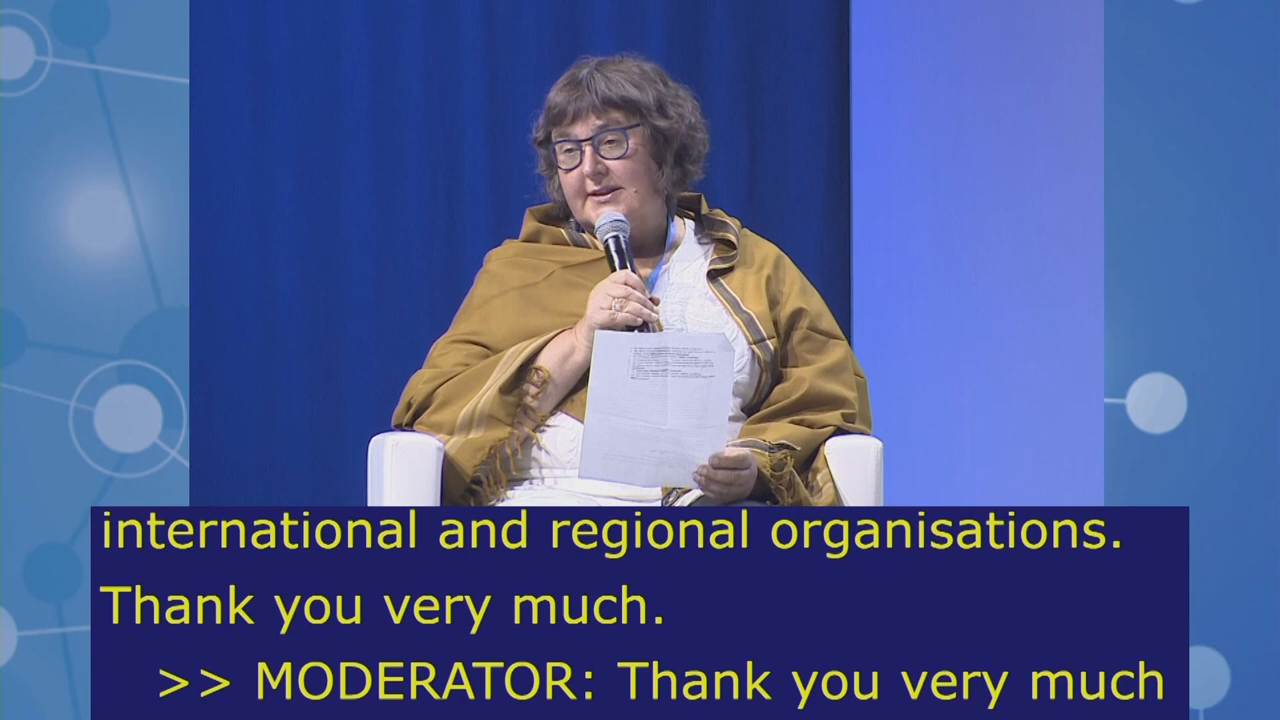 international and regional organisations.
Thank you very much.
>> MODERATOR: Thank you very much